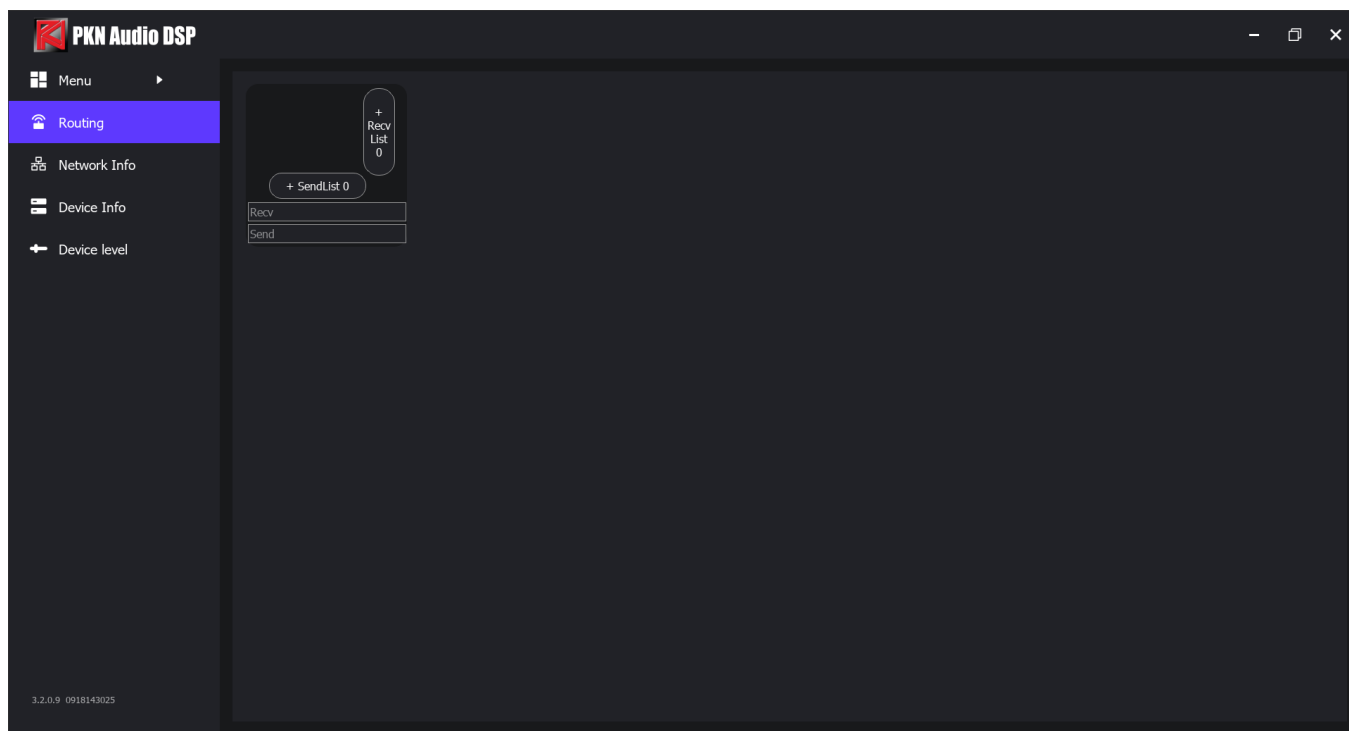 PKN Audio DSP
Menu
Routing
Network Info
Device Info
Device level
+
Recv
List
0
+ SendList 0
Recv
Send
3.2.0.9 0918143025